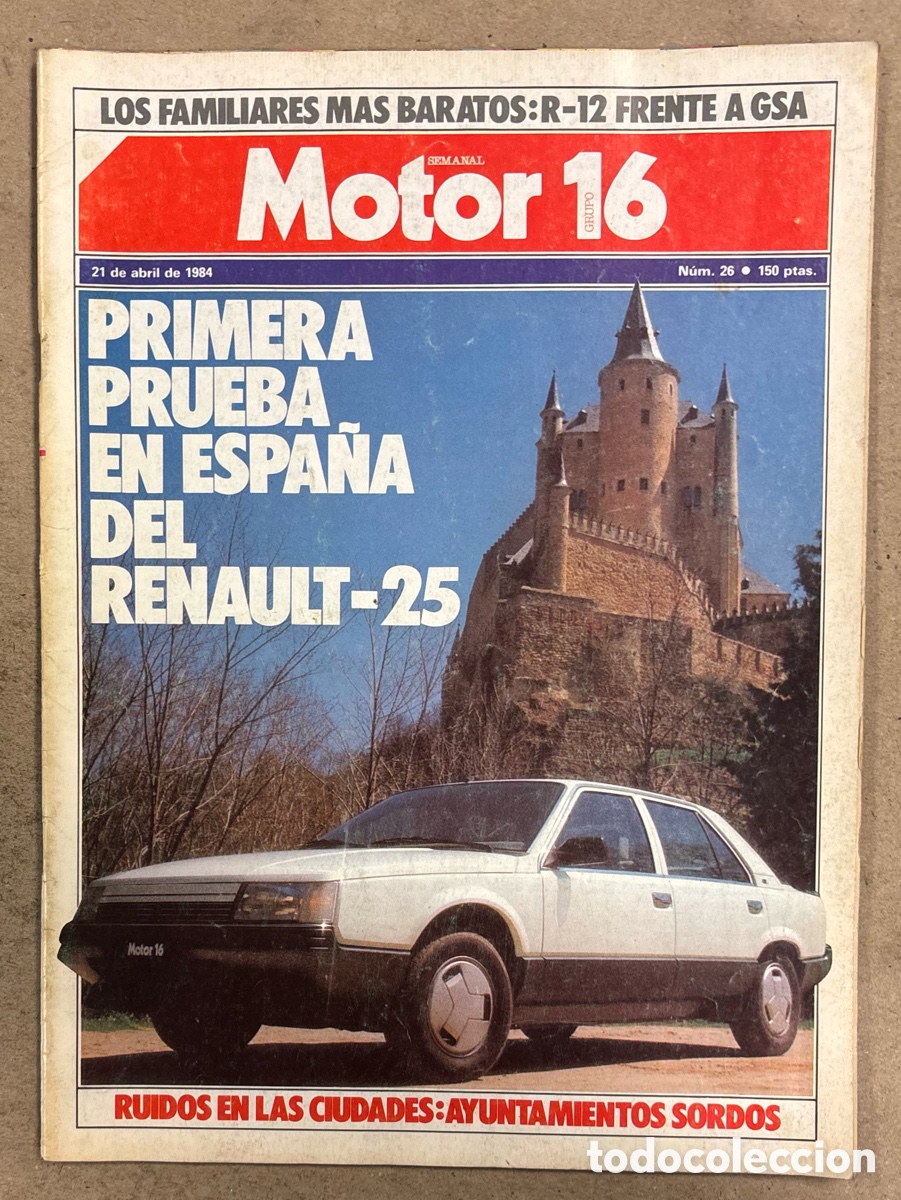 LOS FAMILIARES MAS BARATOS: R-12 FRENTE A GSA
SEMANAL
Motor 16
GRUPO
21 de abril de 1984
Núm. 26 ● 150 ptas.
PRIMERA
PRUEBA
EN ESPAÑA
DEL
RENAULT-25
Motor 16
RUIDOS EN LAS CIUDADES: AYUNTAMIENTOS SORDOS
todocoleccion